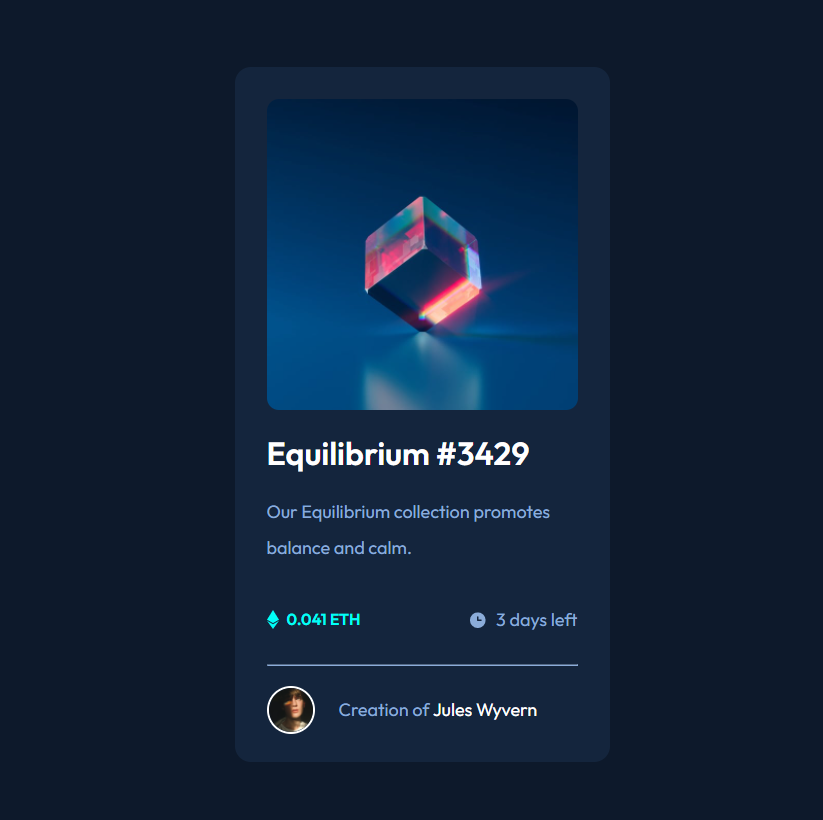 Equilibrium #3429
Our Equilibrium collection promotes
balance and calm.
0.041 ETH
3 days left
Creation of Jules Wyvern